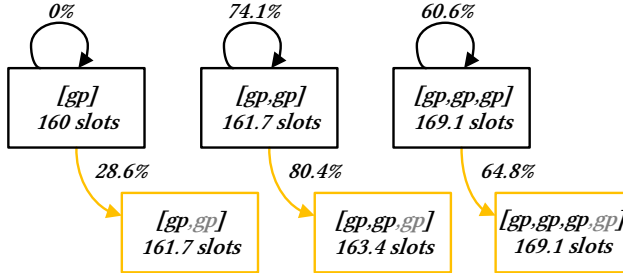 0%
74.1%
60.6%
[gp]
160 slots
[gp,gp]
161.7 slots
[gp,gp,gp]
169.1 slots
28.6%
80.4%
64.8%
[gp,gp]
161.7 slots
[gp,gp,gp]
163.4 slots
[gp,gp,gp,gp]
169.1 slots